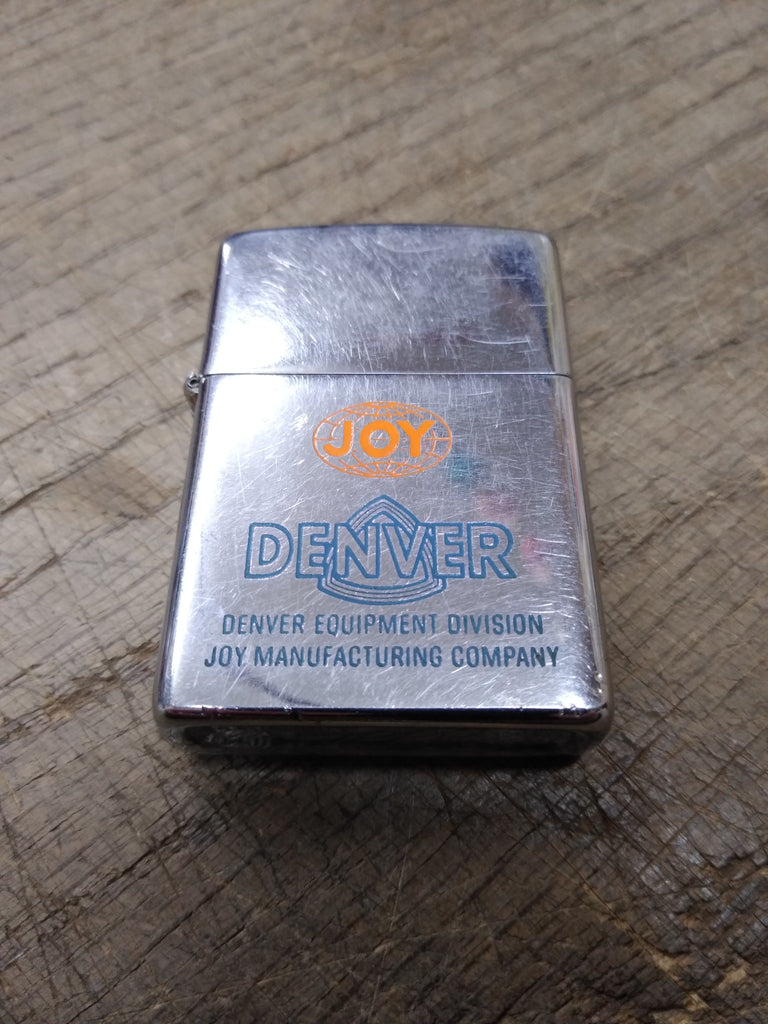 JOY
DENVER
DENVER EQUIPMENT DIVISION
JOY MANUFACTURING COMPANY